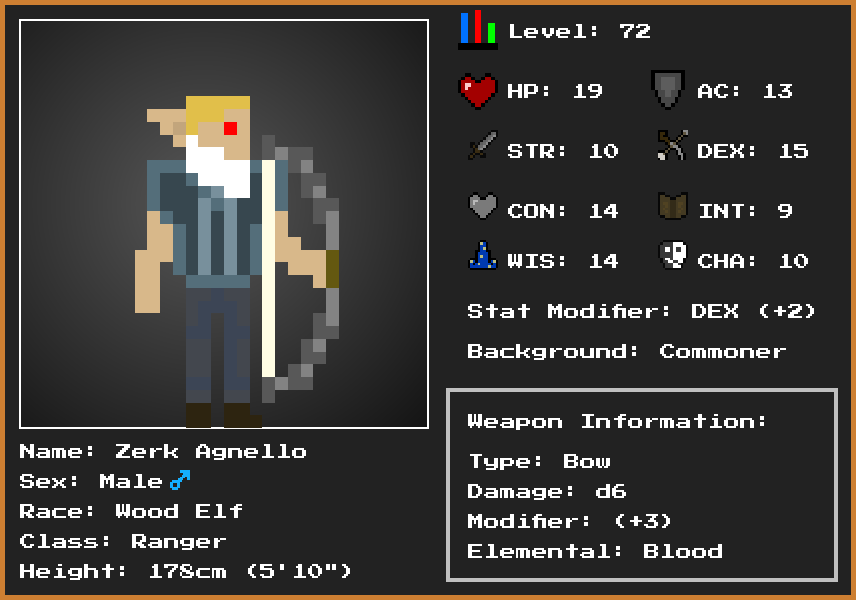 Level: 72
HP: 19
AC: 13
STR: 10
DEX: 15
CON: 14
INT: 9
WIS: 14
CHA: 10
Stat Modifier: DEX (+2)
Background: Commoner
Weapon Information:
Type: Bow
Damage: d6
Modifier: (+3)
Elemental: Blood
Name: Zerk Agnello
Sex: Male♂
Race: Wood Elf
Class: Ranger
Height: 178cm (5'10")